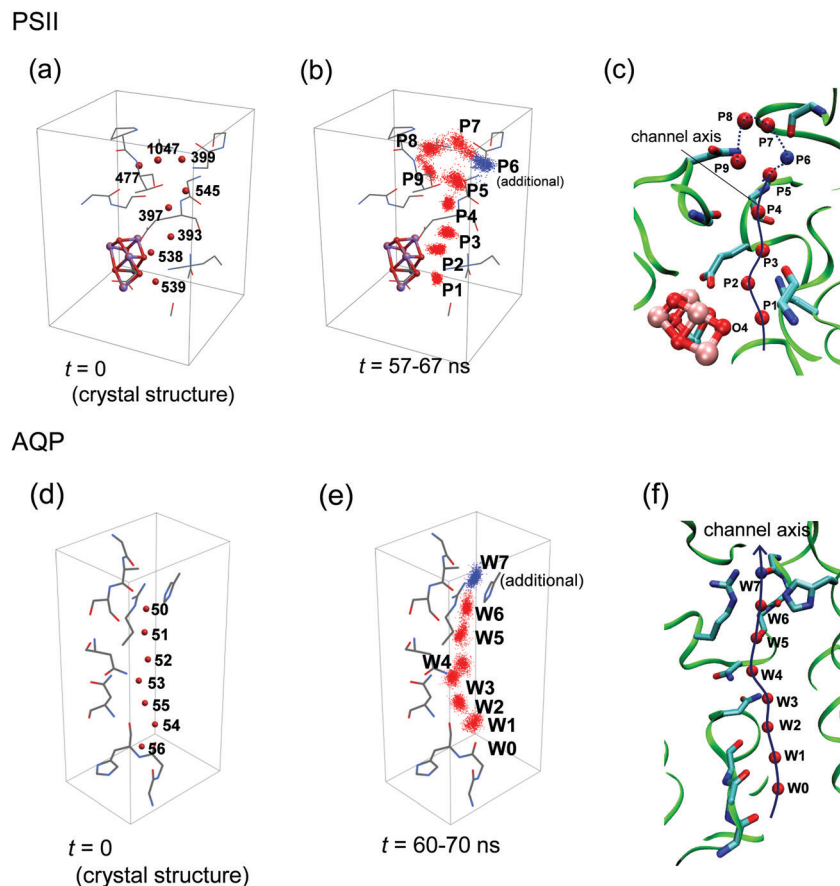 PSII
(a)
(b)
(c)
1047
399
477
545
397
393
538
539
t = 0
(crystal structure)
P7
P8
P6
(additional)
P9
P5
P4
P3
P2
P1
t = 57-67 ns
P8
P7
channel axis
P9
P6
P5
P4
P3
P2
P1
O4
AQP
(d)
(e)
(f)
50
51
52
53
55
54
56
t = 0
(crystal structure)
W7
(additional)
W6
W5
W4
W3
W2
W1
W0
t = 60-70 ns
channel axis
W7
W6
W5
W4
W3
W2
W1
W0